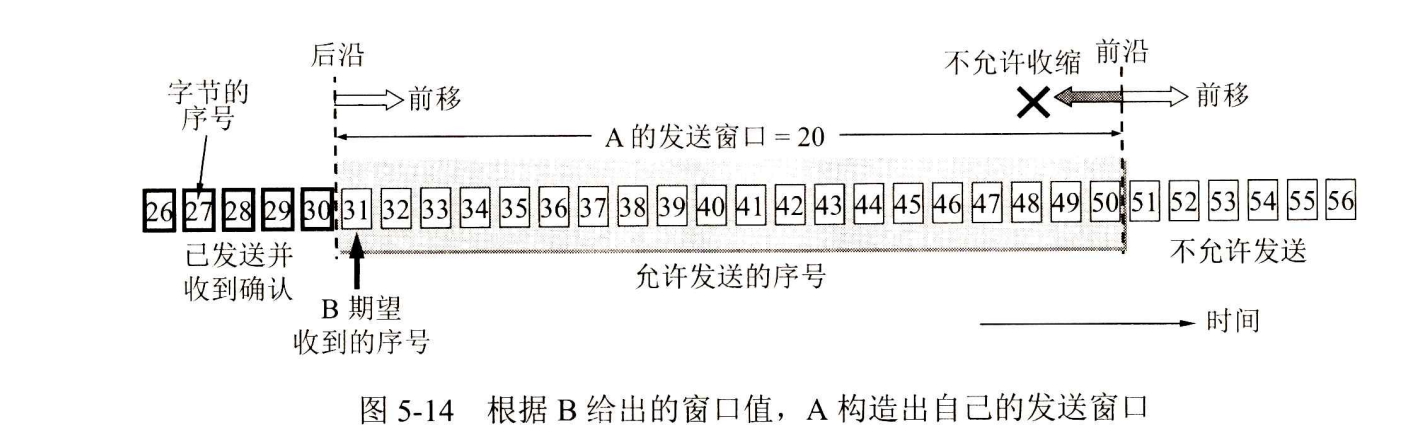 后沿
不允许收缩
前沿
字节的
序号
前移
前移
A 的发送窗口 = 20
26 27 28 29 30 31 32 33 34 35 36 37 38 39 40 41 42 43 44 45 46 47 48 49 50 51 52 53 54 55 56
已发送并
收到确认
允许发送的序号
不允许发送
B 期望
收到的序号
时间
图 5-14 根据 B 给出的窗口值，A 构造出自己的发送窗口